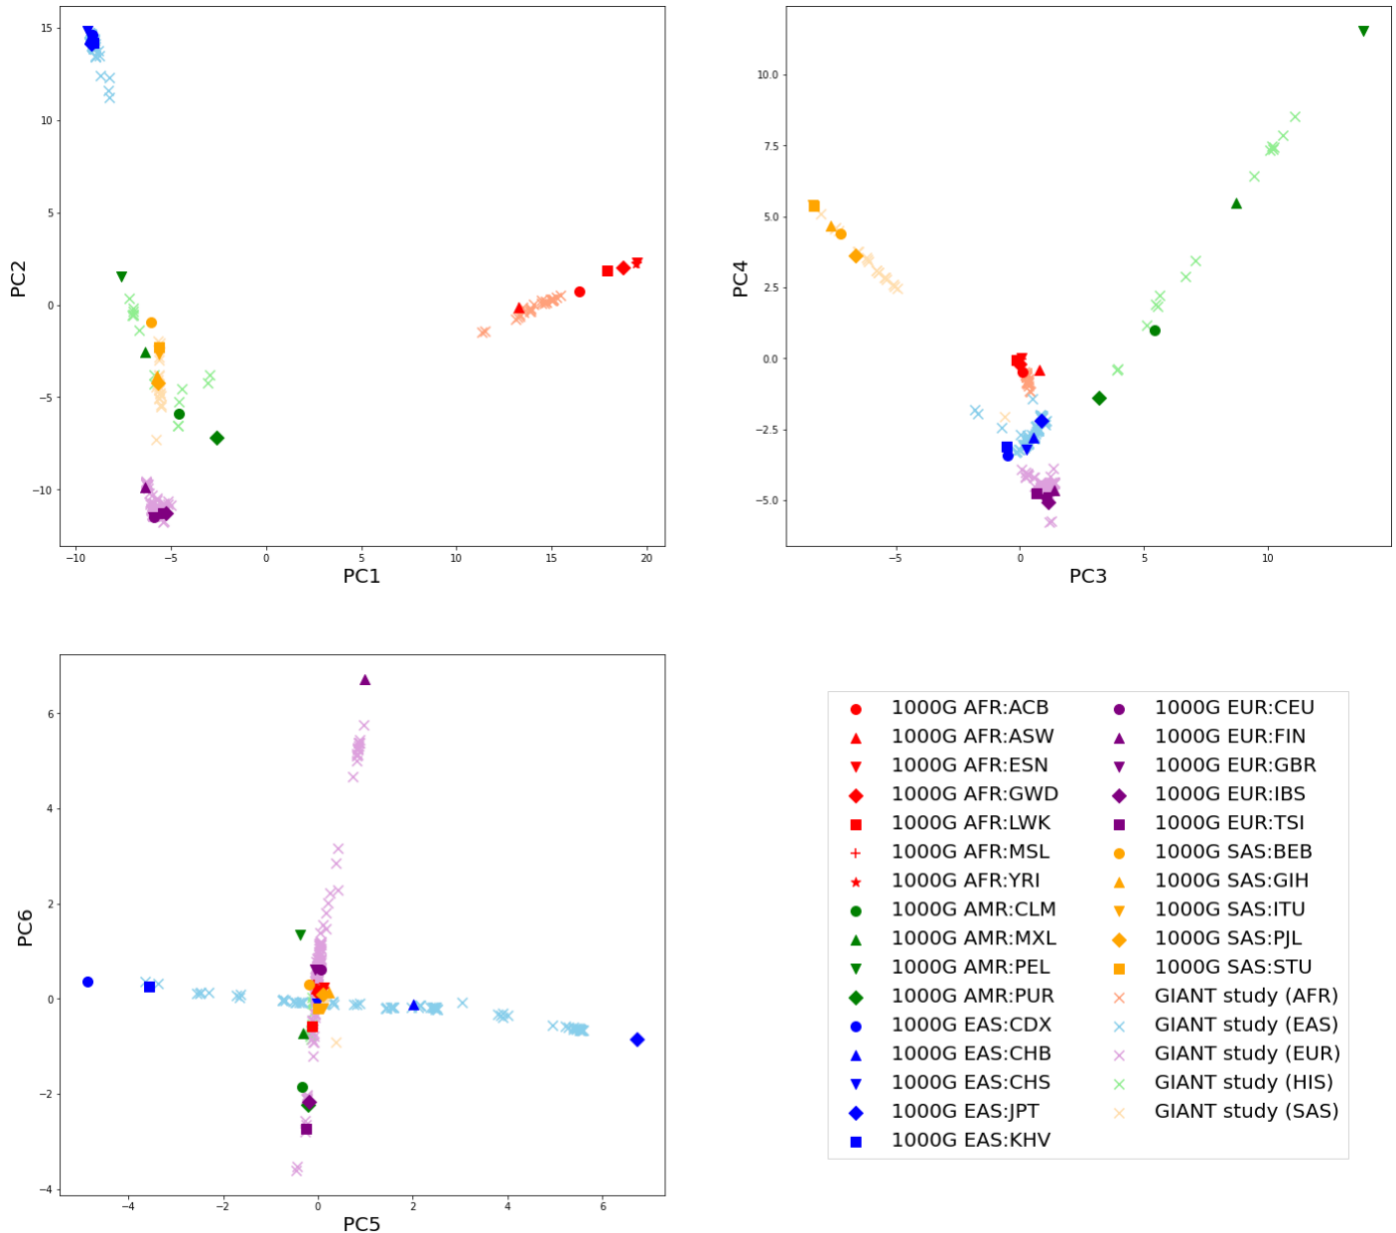 15
10
5
0
−5
−10
PC2
−10
−5
0
5
10
15
20
PC1
10.0
7.5
5.0
2.5
0.0
−2.5
−5.0
PC4
−5
0
5
10
PC3
6
4
2
0
−2
−4
PC6
−4
−2
0
2
4
6
PC5
1000G AFR:ACB
1000G AFR:ASW
1000G AFR:ESN
1000G AFR:GWD
1000G AFR:LWK
1000G AFR:MSL
1000G AFR:YRI
1000G AMR:CLM
1000G AMR:MXL
1000G AMR:PEL
1000G AMR:PUR
1000G EAS:CDX
1000G EAS:CHB
1000G EAS:CHS
1000G EAS:JPT
1000G EAS:KHV
1000G EUR:CEU
1000G EUR:FIN
1000G EUR:GBR
1000G EUR:IBS
1000G EUR:TSI
1000G SAS:BEB
1000G SAS:GIH
1000G SAS:ITU
1000G SAS:PJL
1000G SAS:STU
GIANT study (AFR)
GIANT study (EAS)
GIANT study (EUR)
GIANT study (HIS)
GIANT study (SAS)